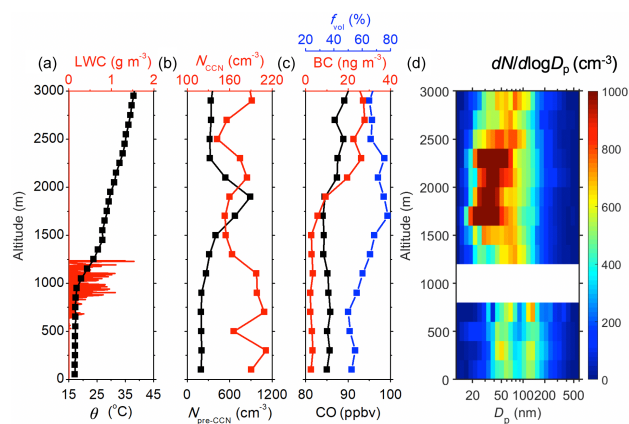 f_vol (%)
20 40 60 80
(a) LWC (g m⁻³) (b) N_CCN (cm⁻³) (c) BC (ng m⁻³) (d) dN/dlogD_p (cm⁻³)
0 1 2 100 160 220 0 20 40
3000 3000 1000
2500 2500 800
2000 2000 600
1500 1500
1000 1000 400
500 500 200
0 0 0
Altitude (m) Altitude (m)
15 25 35 45 0 600 1200 80 90 100 20 40 100 200 500
θ (°C) N_pre-CCN (cm⁻³) CO (ppbv) D_p (nm)